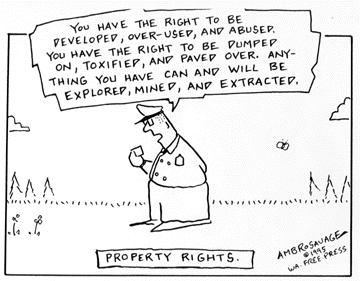 YOU HAVE THE RIGHT TO BE
DEVELOPED, OVER-USED, AND ABUSED.
YOU HAVE THE RIGHT TO BE DUMPED
ON, TOXIFIED, AND PAVED OVER. ANY-
THING YOU HAVE CAN AND WILL BE
EXPLORED, MINED, AND EXTRACTED.
AMBROSAVAGE
©1995
WA. FREE PRESS
PROPERTY RIGHTS.